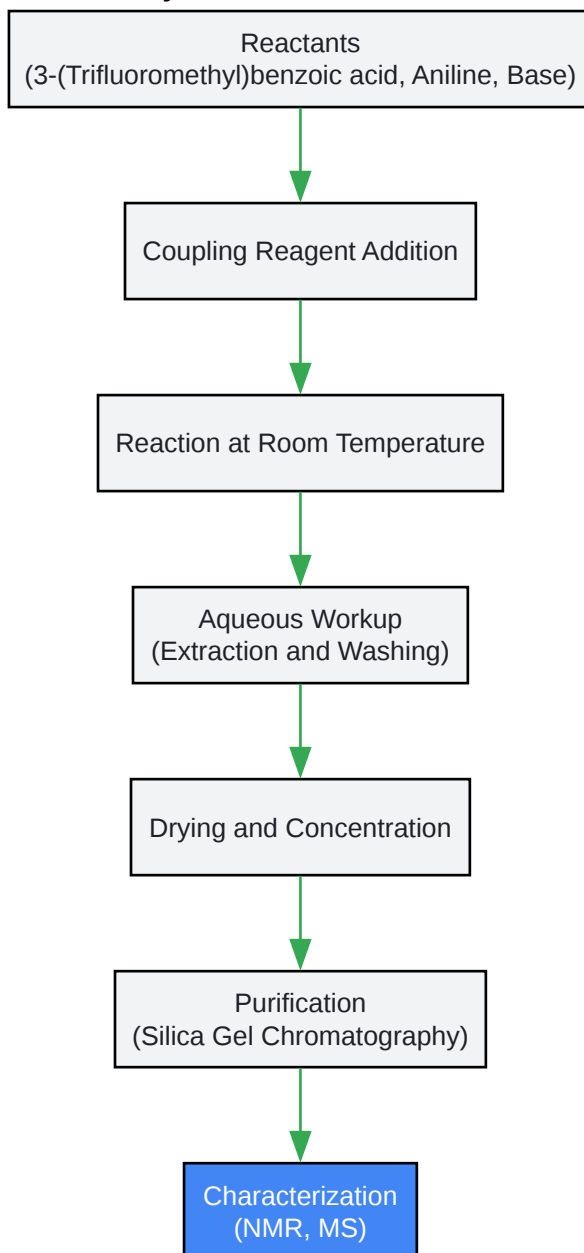 Reactants
(3-(Trifluoromethyl)benzoic acid, Aniline, Base)
Coupling Reagent Addition
Reaction at Room Temperature
Aqueous Workup
(Extraction and Washing)
Drying and Concentration
Purification
(Silica Gel Chromatography)
Characterization
(NMR, MS)